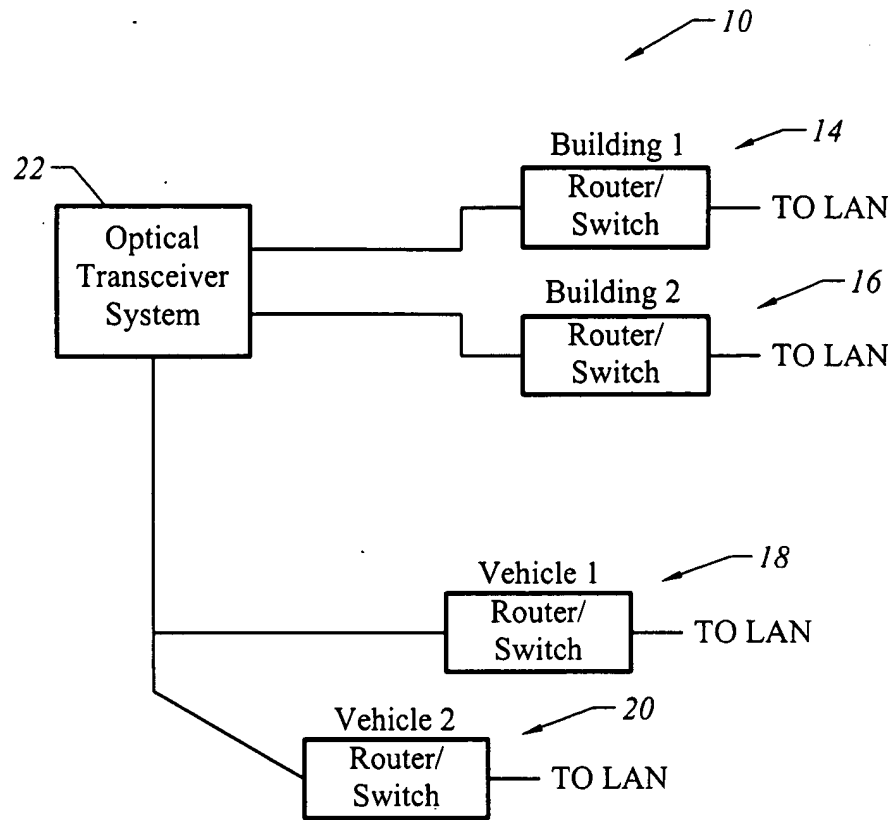 10
Building 1
14
Router/
Switch
TO LAN
22
Optical
Transceiver
System
Building 2
16
Router/
Switch
TO LAN
Vehicle 1
18
Router/
Switch
TO LAN
Vehicle 2
20
Router/
Switch
TO LAN